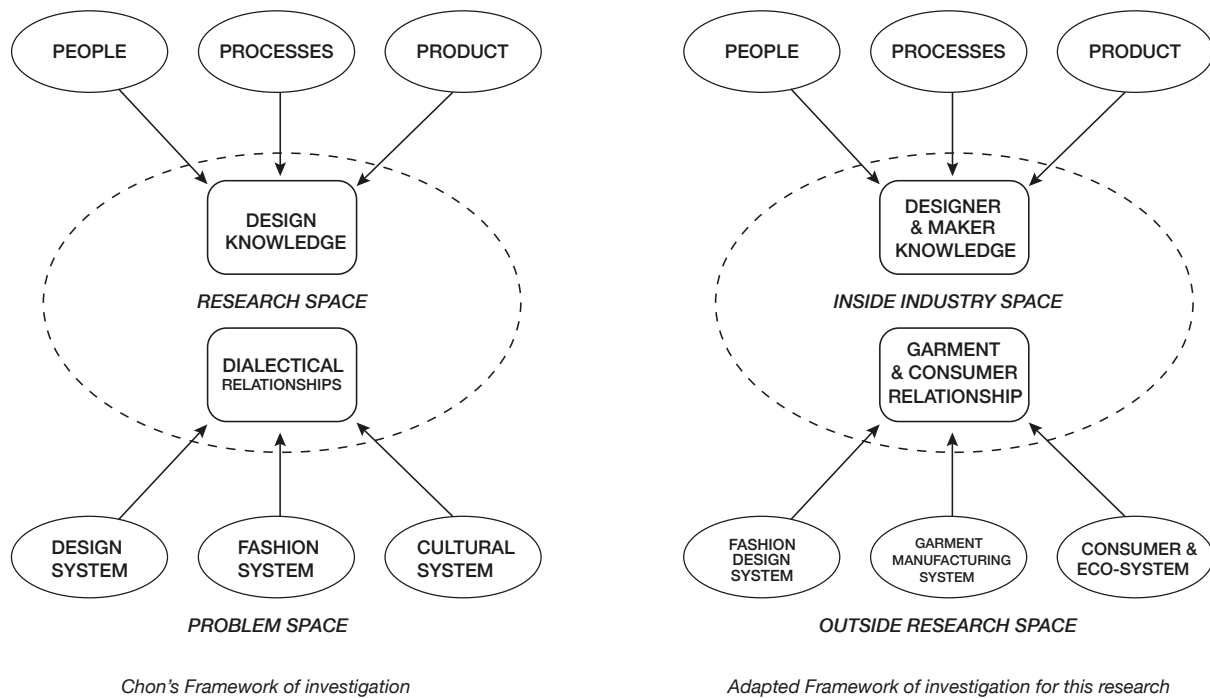 PEOPLE
PROCESSES
PRODUCT
DESIGN
KNOWLEDGE
RESEARCH SPACE
DIALECTICAL
RELATIONSHIPS
DESIGN
SYSTEM
FASHION
SYSTEM
CULTURAL
SYSTEM
PROBLEM SPACE
Chon's Framework of investigation
PEOPLE
PROCESSES
PRODUCT
DESIGNER
& MAKER
KNOWLEDGE
INSIDE INDUSTRY SPACE
GARMENT
& CONSUMER
RELATIONSHIP
FASHION
DESIGN
SYSTEM
GARMENT
MANUFACTURING
SYSTEM
CONSUMER &
ECO-SYSTEM
OUTSIDE RESEARCH SPACE
Adapted Framework of investigation for this research